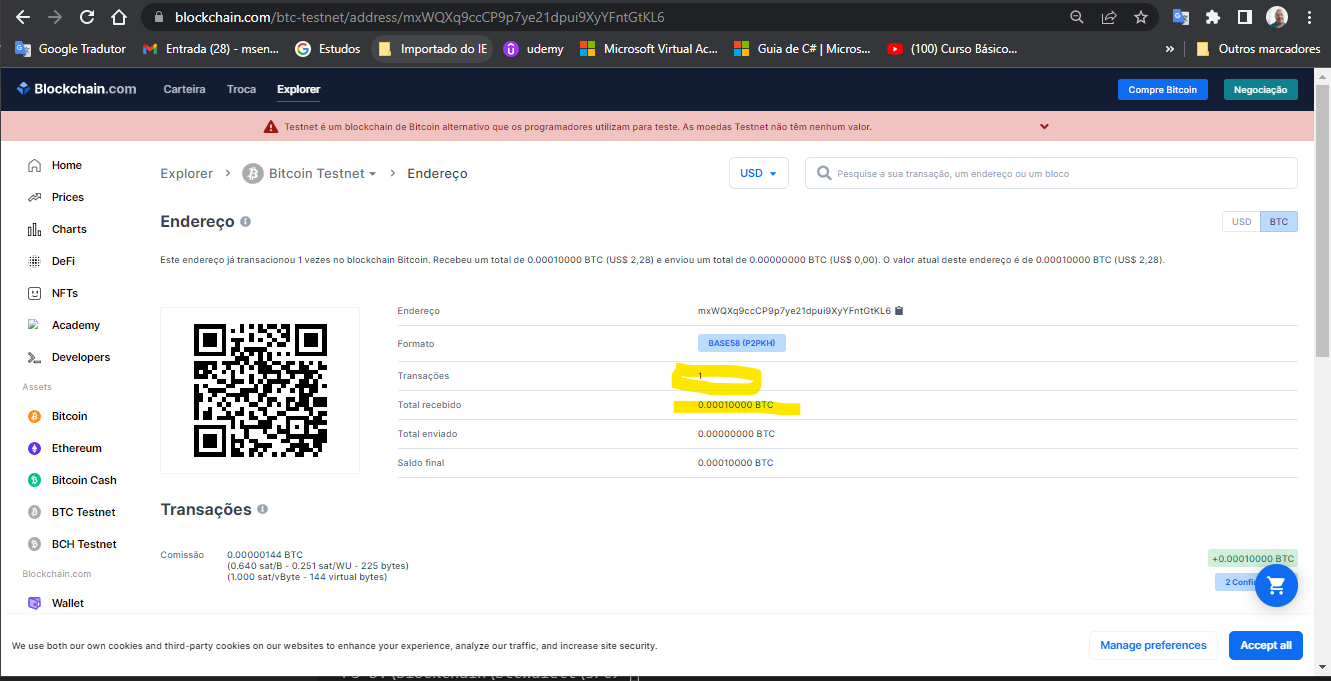 blockchain.com/btc-testnet/address/mxWQXq9ccCP9p7ye21dpui9XyYFntGtKL6
Google Tradutor
Entrada (28) - msen...
Estudos
Importado do IE
udemy
Microsoft Virtual Ac...
Guia de C# | Micros...
(100) Curso Básico...
»
Outros marcadores
Blockchain.com
Carteira
Troca
Explorer
Compre Bitcoin
Negociação
Testnet é um blockchain de Bitcoin alternativo que os programadores utilizam para teste. As moedas Testnet não têm nenhum valor.
Home
Prices
Charts
DeFi
NFTs
Academy
Developers
Assets
Bitcoin
Ethereum
Bitcoin Cash
BTC Testnet
BCH Testnet
Blockchain.com
Wallet
Explorer > Bitcoin Testnet > Endereço
USD
Pesquise a sua transação, um endereço ou um bloco
Endereço
USD BTC
Este endereço já transacionou 1 vezes no blockchain Bitcoin. Recebeu um total de 0.00010000 BTC (US$ 2,28) e enviou um total de 0.00000000 BTC (US$ 0,00). O valor atual deste endereço é de 0.00010000 BTC (US$ 2,28).
Endereço mxWQXq9ccCP9p7ye21dpui9XyYFntGtKL6
Formato BASE58 (P2PKH)
Transações 1
Total recebido 0.00010000 BTC
Total enviado 0.00000000 BTC
Saldo final 0.00010000 BTC
Transações
Comissão 0.00000144 BTC
(0.640 sat/B - 0.251 sat/WU - 225 bytes)
(1.000 sat/vByte - 144 virtual bytes)
+0.00010000 BTC
2
We use both our own cookies and third-party cookies on our websites to enhance your experience, analyze our traffic, and increase site security.
Manage preferences
Accept all